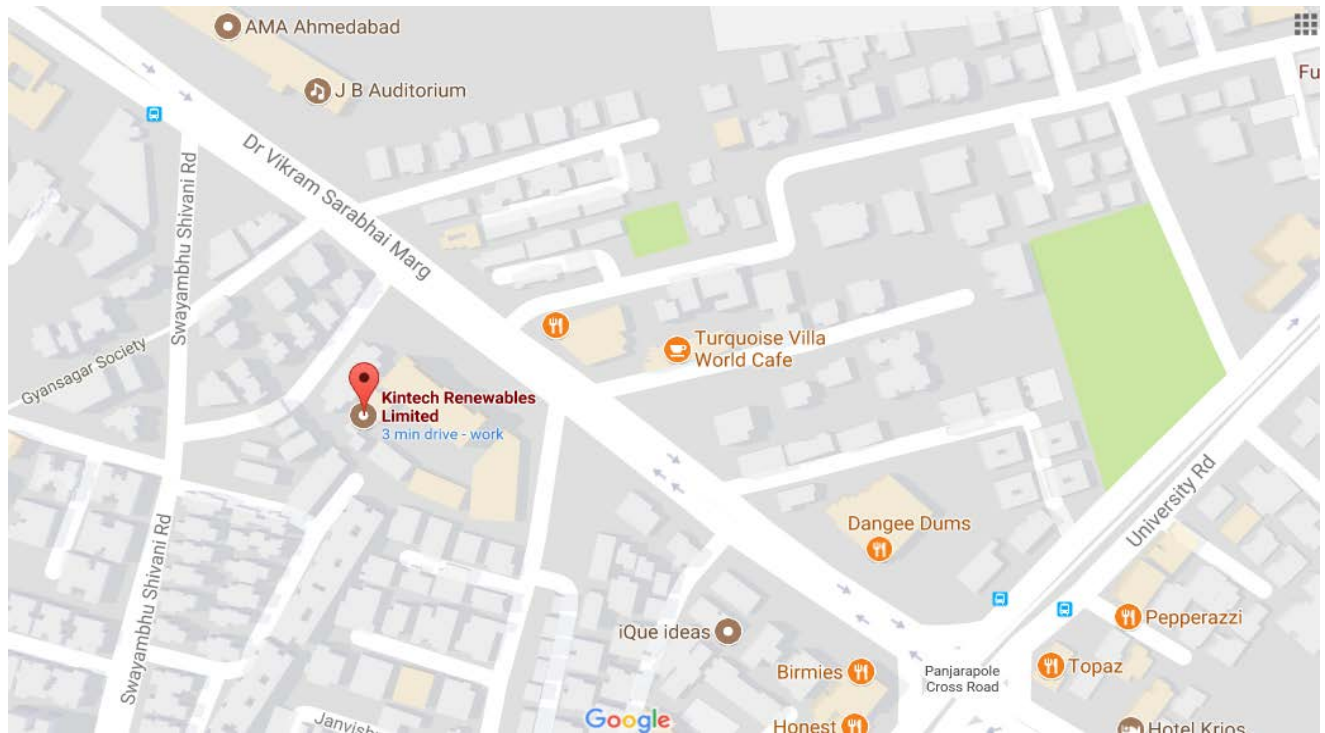 AMA Ahmedabad
J B Auditorium
Fu
Dr Vikram Sarabhai Marg
Swayambhu Shivani Rd
Gyansagar Society
Turquoise Villa
World Cafe
Kintech Renewables
Limited
3 min drive - work
University Rd
Dangee Dums
Swayambhu Shivani Rd
Pepperazzi
iQue ideas
Birmies
Panjarapole
Cross Road
Topaz
Janvish
Google
Honest
Hotel Krios